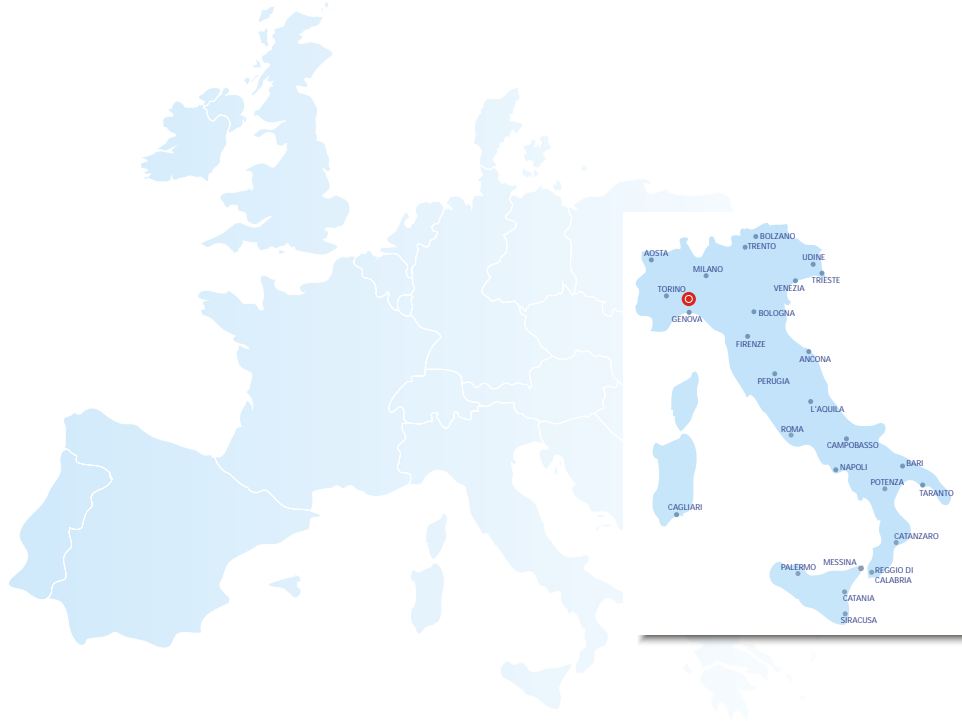 BOLZANO
TRENTO
AOSTA
UDINE
MILANO
TRIESTE
VENEZIA
TORINO
BOLOGNA
GENOVA
FIRENZE
ANCONA
PERUGIA
L'AQUILA
ROMA
CAMPOBASSO
NAPOLI
BARI
POTENZA
TARANTO
CAGLIARI
CATANZARO
MESSINA
PALERMO
REGGIO DI
CALABRIA
CATANIA
SIRACUSA